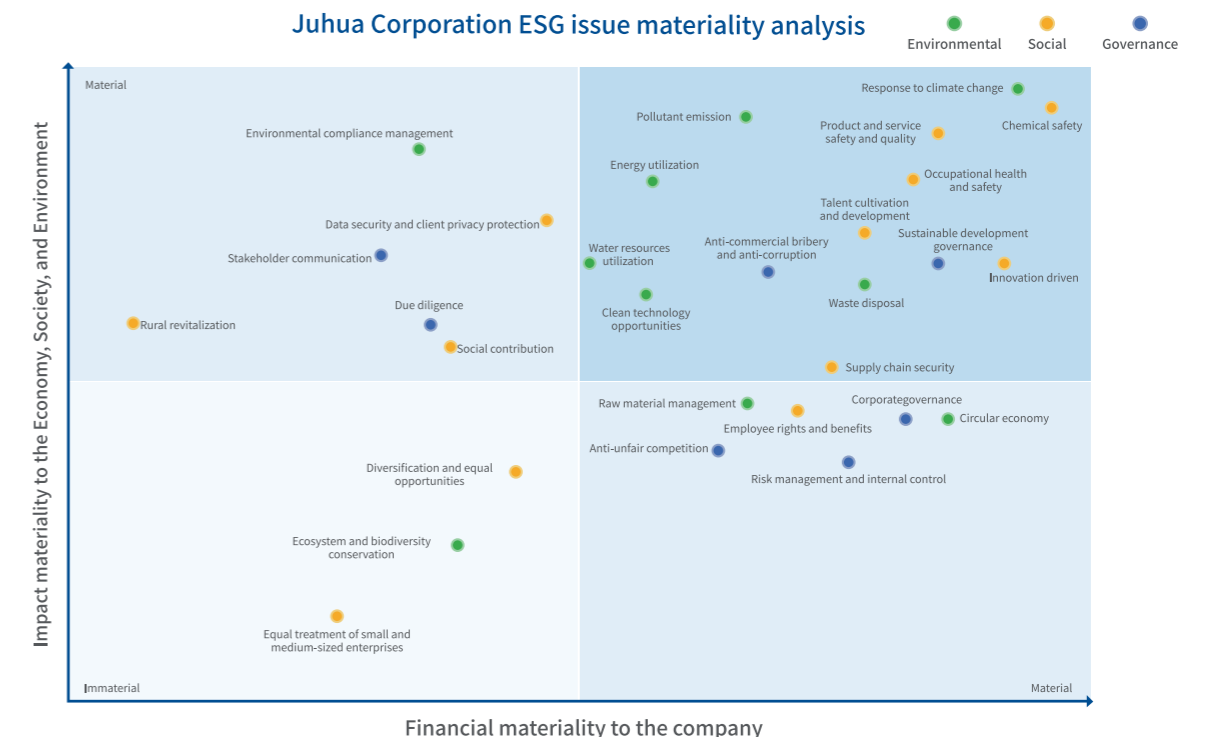 Juhua Corporation ESG issue materiality analysis
Environmental
Social
Governance
Impact materiality to the Economy, Society, and Environment
Material
Environmental compliance management
Data security and client privacy protection
Stakeholder communication
Due diligence
Rural revitalization
Social contribution
Response to climate change
Pollutant emission
Product and service
safety and quality
Chemical safety
Energy utilization
Occupational health
and safety
Talent cultivation
and development
Water resources
utilization
Anti-commercial bribery
and anti-corruption
Sustainable development
governance
Innovation driven
Clean technology
opportunities
Waste disposal
Supply chain security
Raw material management
Employee rights and benefits
Corporategovernance
Circular economy
Anti-unfair competition
Risk management and internal control
Diversification and equal
opportunities
Ecosystem and biodiversity
conservation
Equal treatment of small and
medium-sized enterprises
Immaterial
Material
Financial materiality to the company